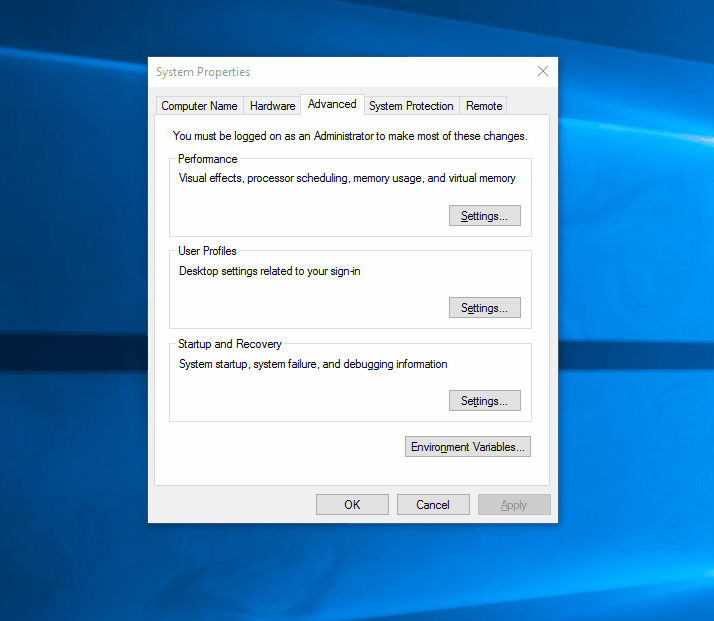 System Properties
Computer Name Hardware Advanced System Protection Remote
You must be logged on as an Administrator to make most of these changes.
Performance
Visual effects, processor scheduling, memory usage, and virtual memory
Settings...
User Profiles
Desktop settings related to your sign-in
Settings...
Startup and Recovery
System startup, system failure, and debugging information
Settings...
Environment Variables...
OK Cancel Apply